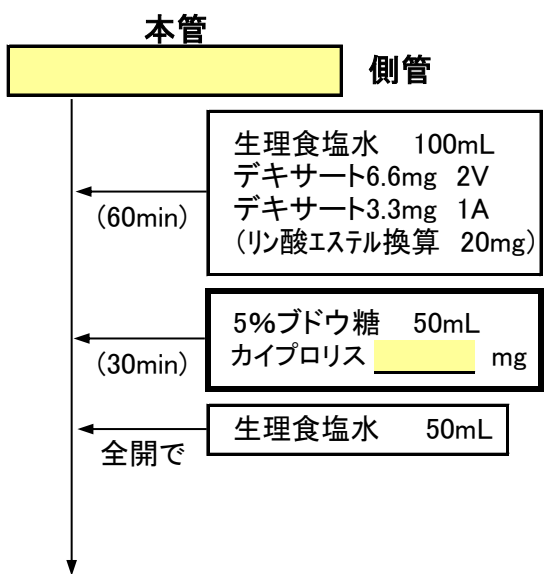 本管
側管
生理食塩水 100mL
デキサート6.6mg 2V
デキサート3.3mg 1A
(リン酸エステル換算 20mg)
(60min)
5%ブドウ糖 50mL
カイプロリス mg
(30min)
生理食塩水 50mL
全開で